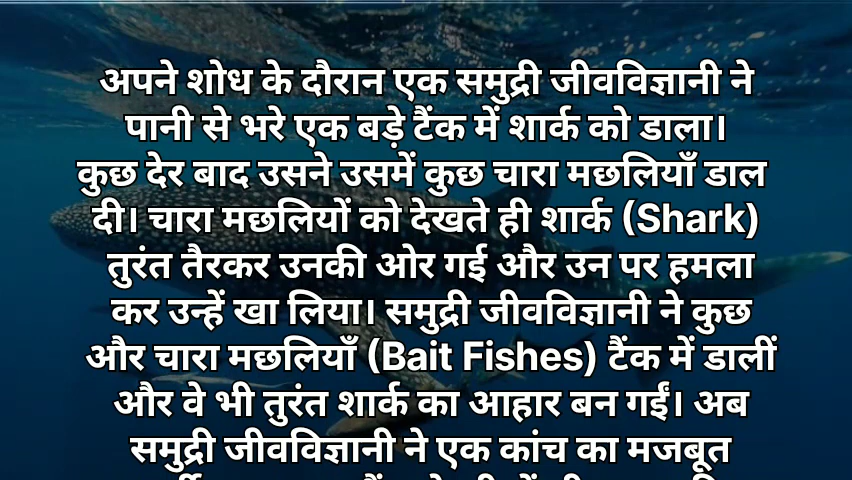 अपने शोध के दौरान एक समुद्री जीवविज्ञानी ने
पानी से भरे एक बड़े टैंक में शार्क को डाला।
कुछ देर बाद उसने उसमें कुछ चारा मछलियाँ डाल
दी। चारा मछलियों को देखते ही शार्क (Shark)
तुरंत तैरकर उनकी ओर गई और उन पर हमला
कर उन्हें खा लिया। समुद्री जीवविज्ञानी ने कुछ
और चारा मछलियाँ (Bait Fishes) टैंक में डालीं
और वे भी तुरंत शार्क का आहार बन गईं। अब
समुद्री जीवविज्ञानी ने एक कांच का मजबूत